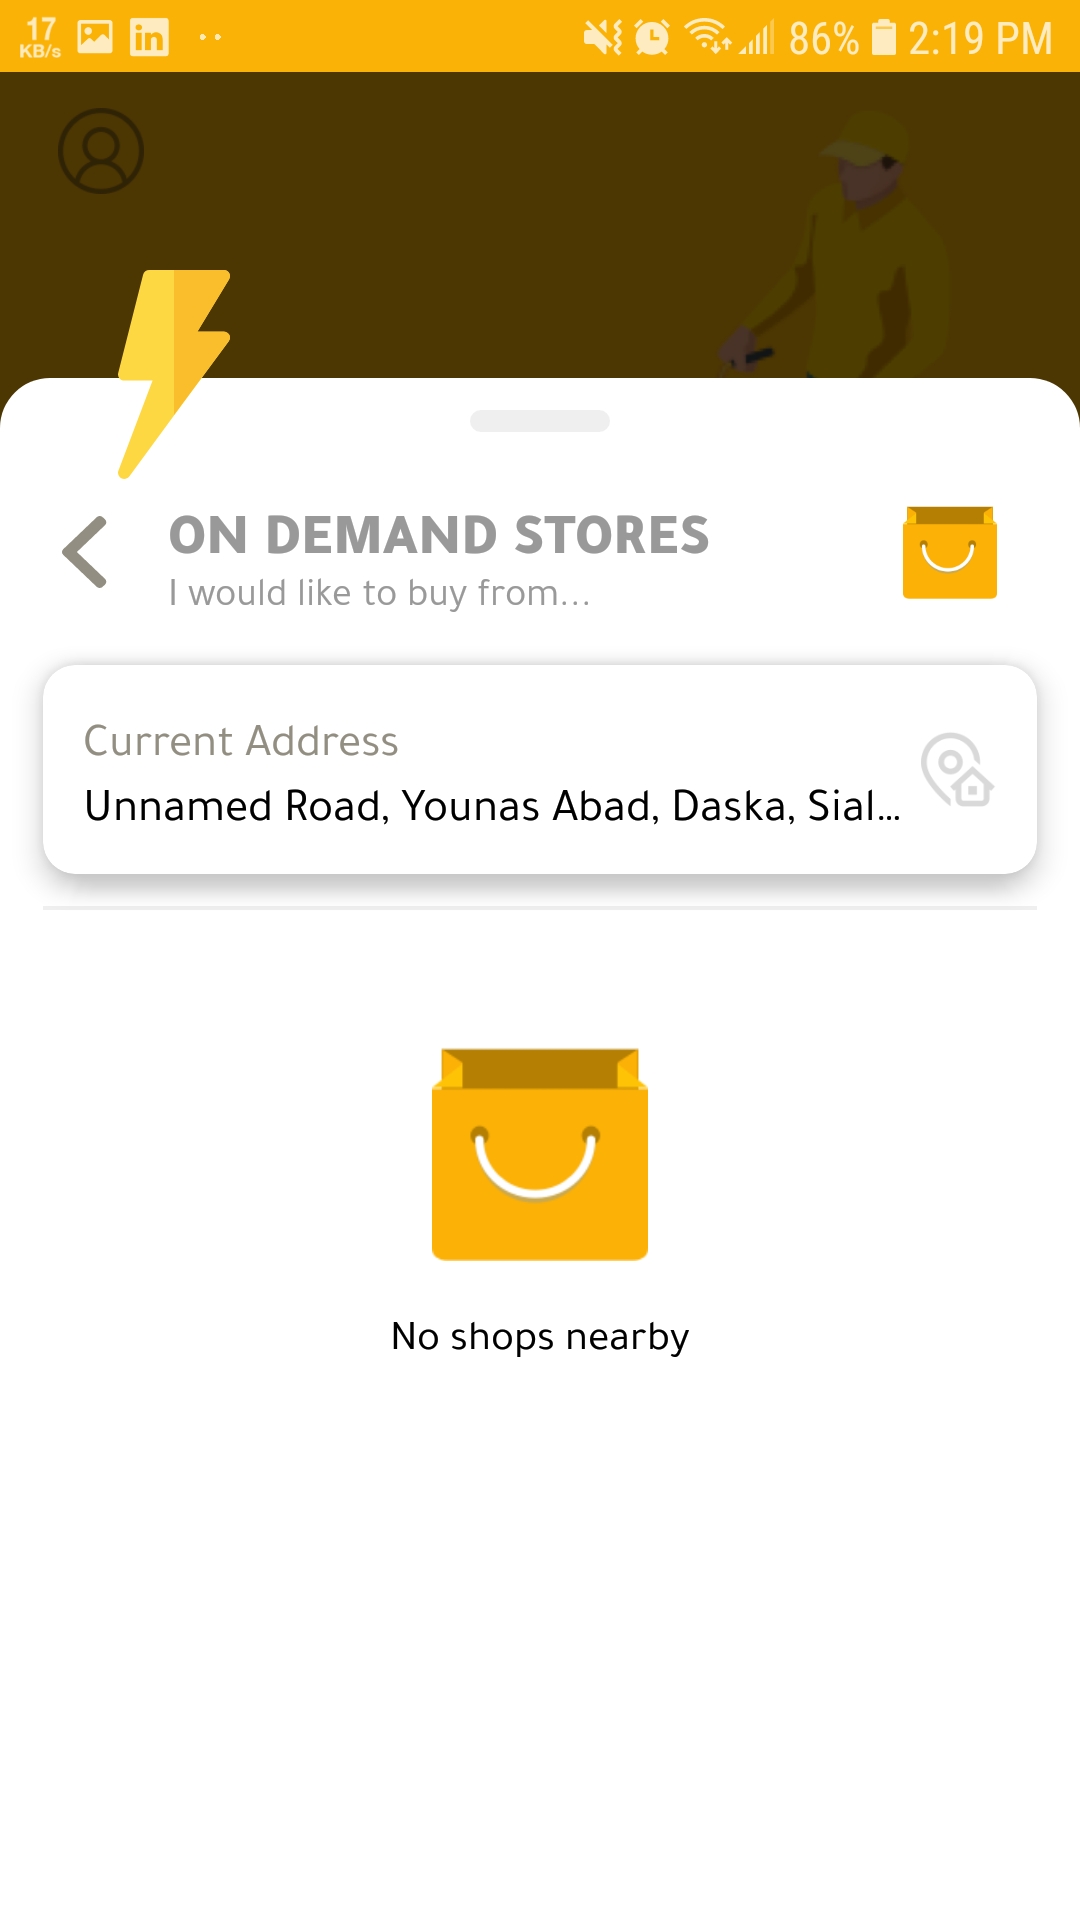 17
KB/s
in
86%
2:19 PM
ON DEMAND STORES
I would like to buy from...
Current Address
Unnamed Road, Younas Abad, Daska, Sial...
No shops nearby